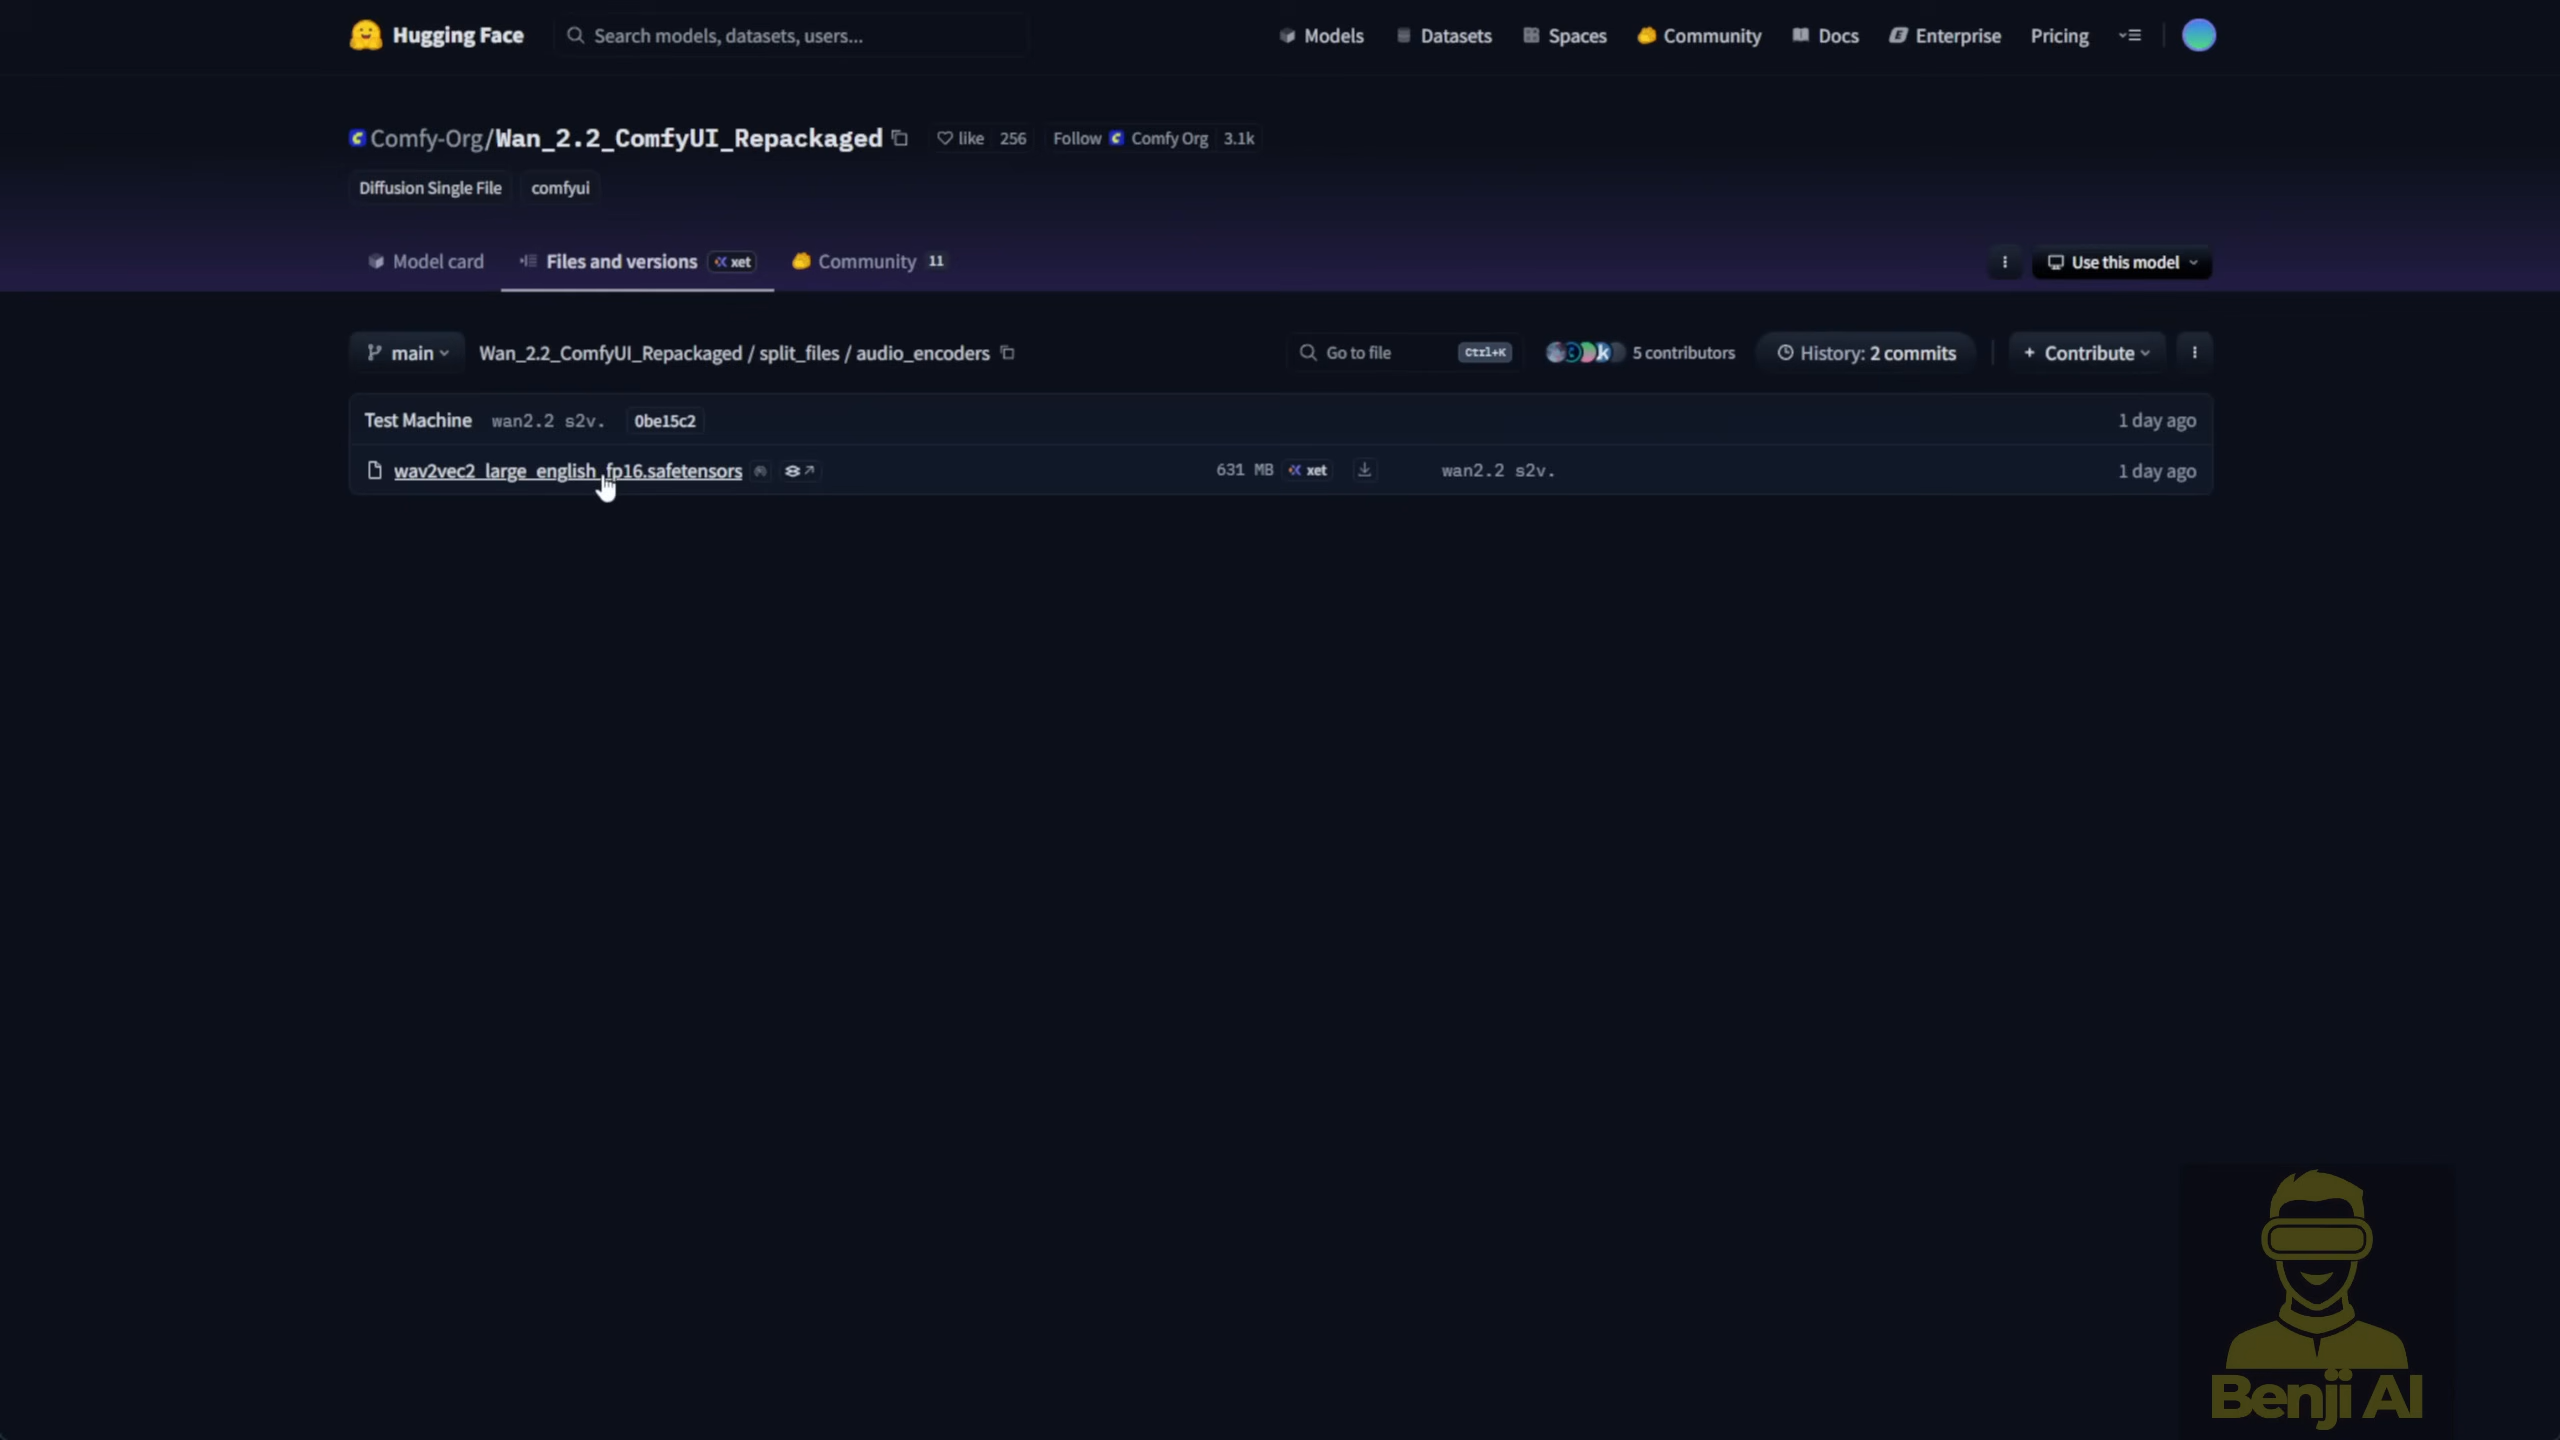 Hugging Face Search models, datasets, users... Models Datasets Spaces Community Docs Enterprise Pricing
Comfy-Org/Wan_2.2_ComfyUI_Repackaged like 256 Follow Comfy Org 3.1k
Diffusion Single File comfyui
Model card Files and versions xet Community 11 Use this model
main Wan_2.2_ComfyUI_Repackaged / split_files / audio_encoders Go to file Ctrl+K 5 contributors History: 2 commits + Contribute
Test Machine wan2.2 s2v. 0be15c2 1 day ago
wav2vec2_large_english_fp16.safetensors 631 MB xet wan2.2 s2v. 1 day ago
Benji AI